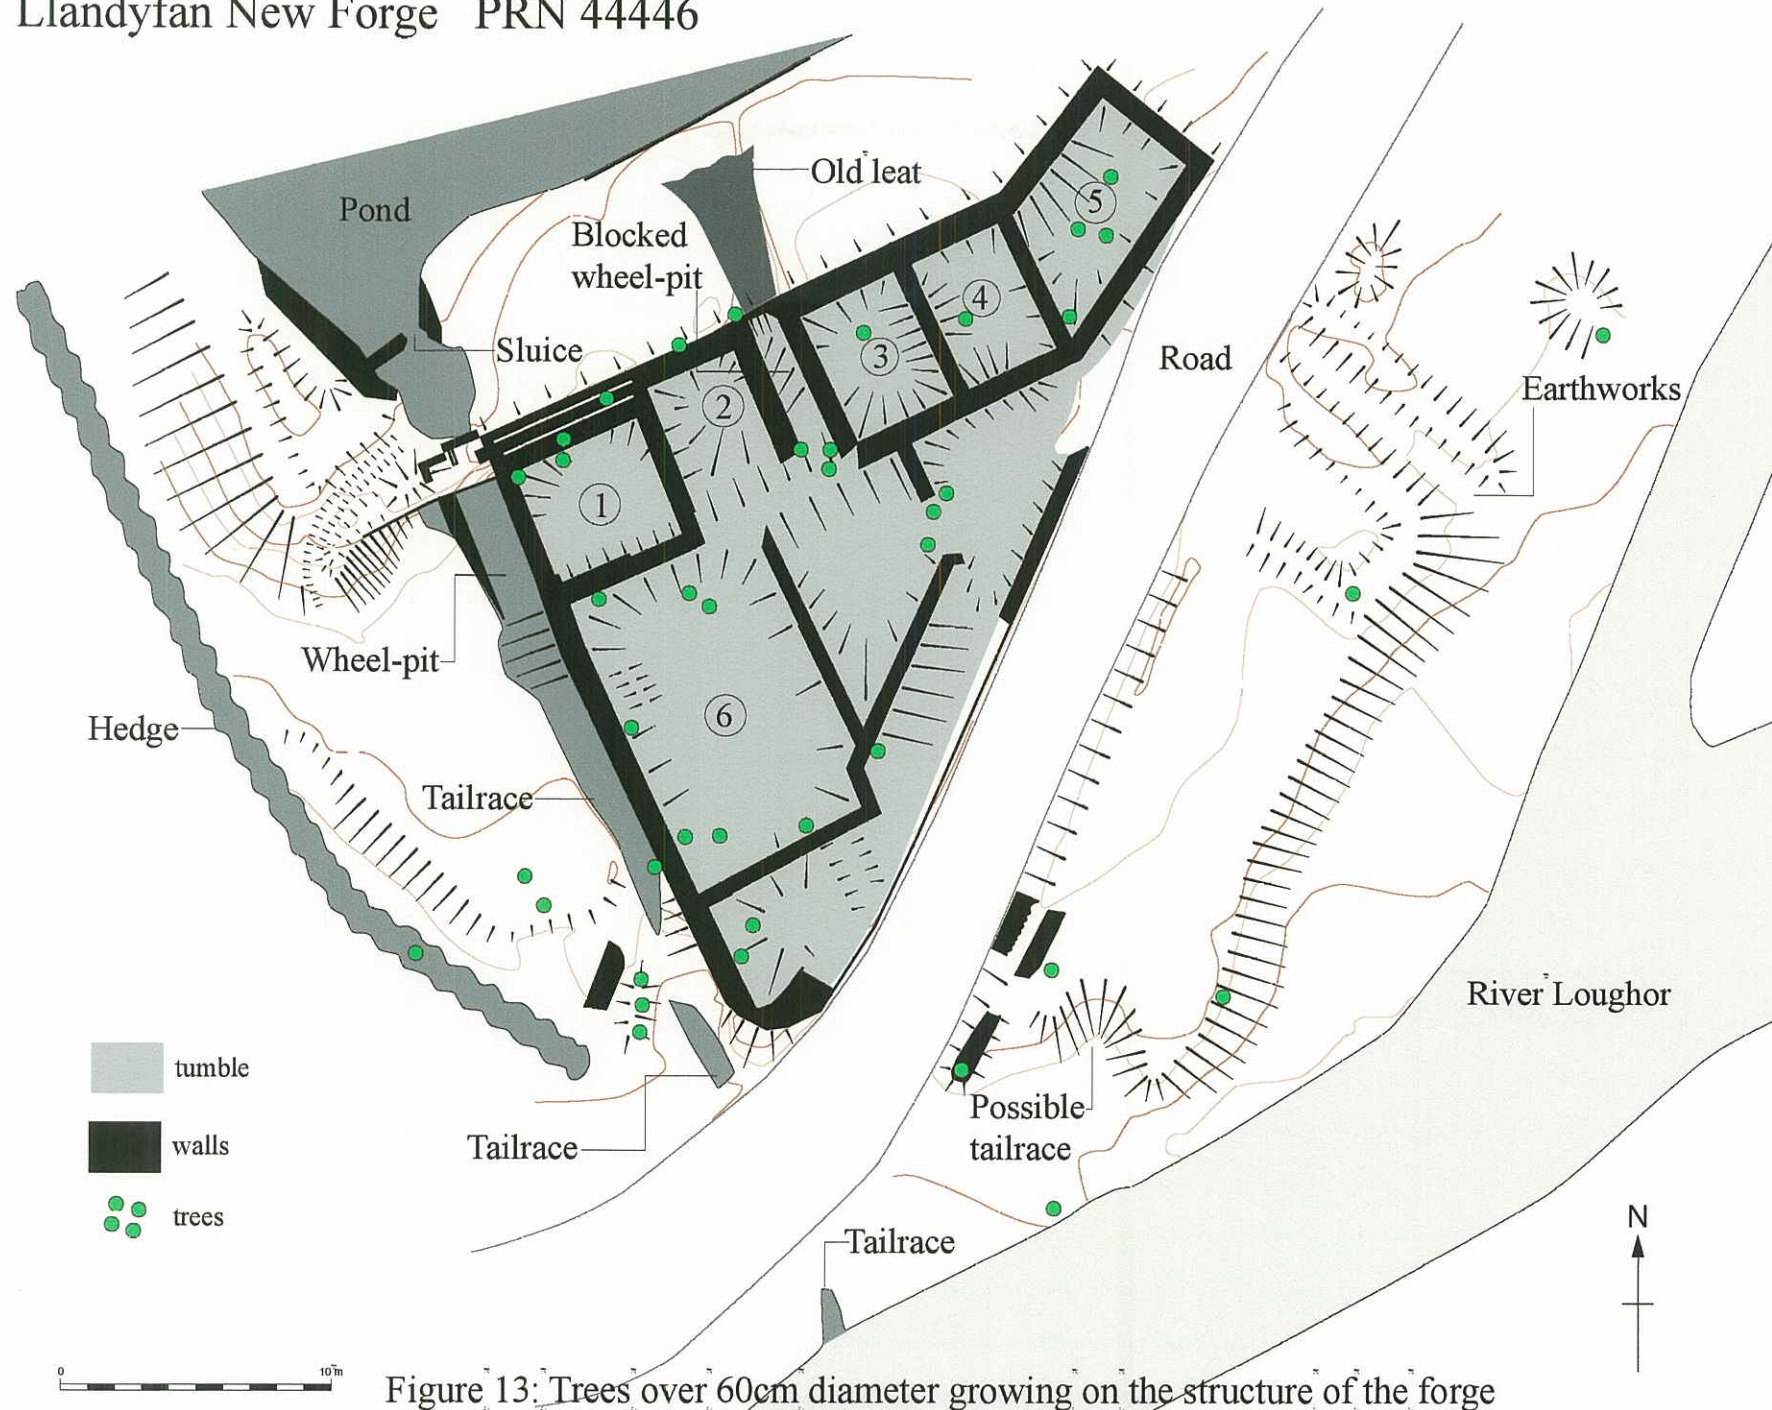 Llandyfan New Forge PRN 44446
Pond
Old leat
Blocked
wheel-pit
Sluice
5
4
3
2
1
6
Road
Earthworks
Wheel-pit
Hedge
Tailrace
River Loughor
tumble
walls
trees
Tailrace
Possible
tailrace
Tailrace
N
0 10m
Figure 13: Trees over 60cm diameter growing on the structure of the forge